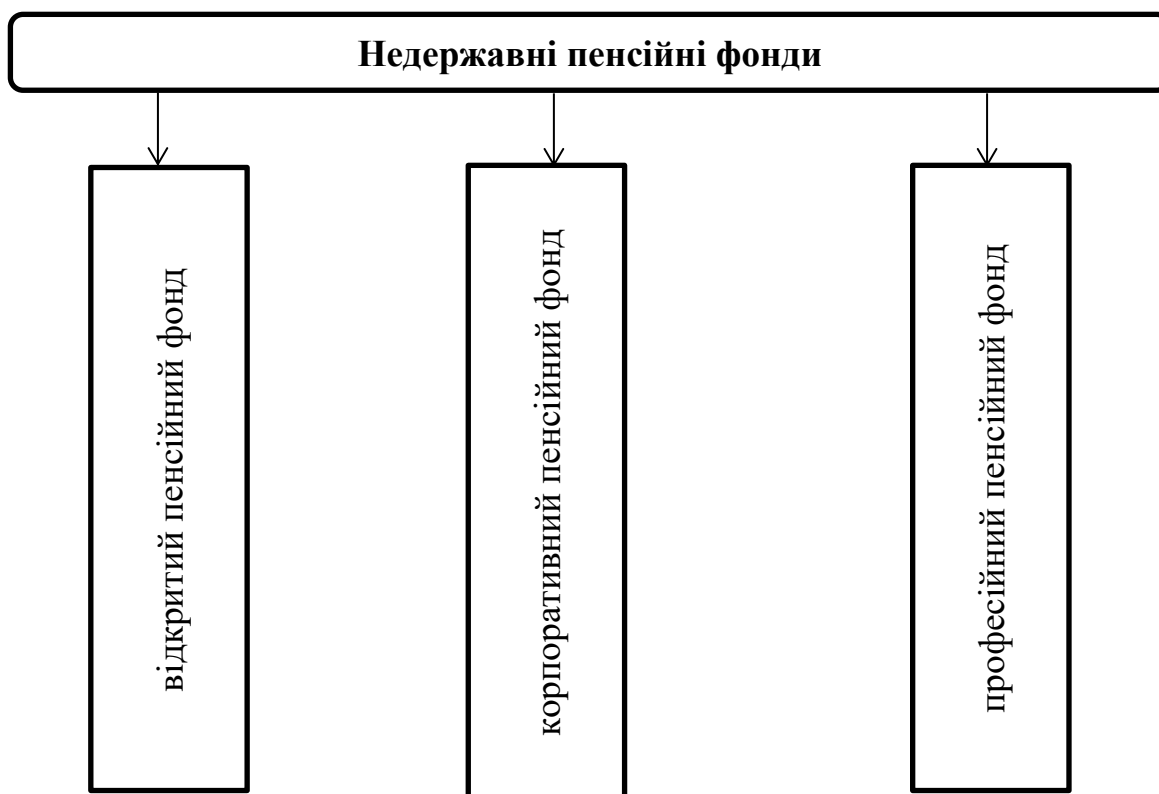 Недержавні пенсійні фонди
відкритий пенсійний фонд
корпоративний пенсійний фонд
професійний пенсійний фонд